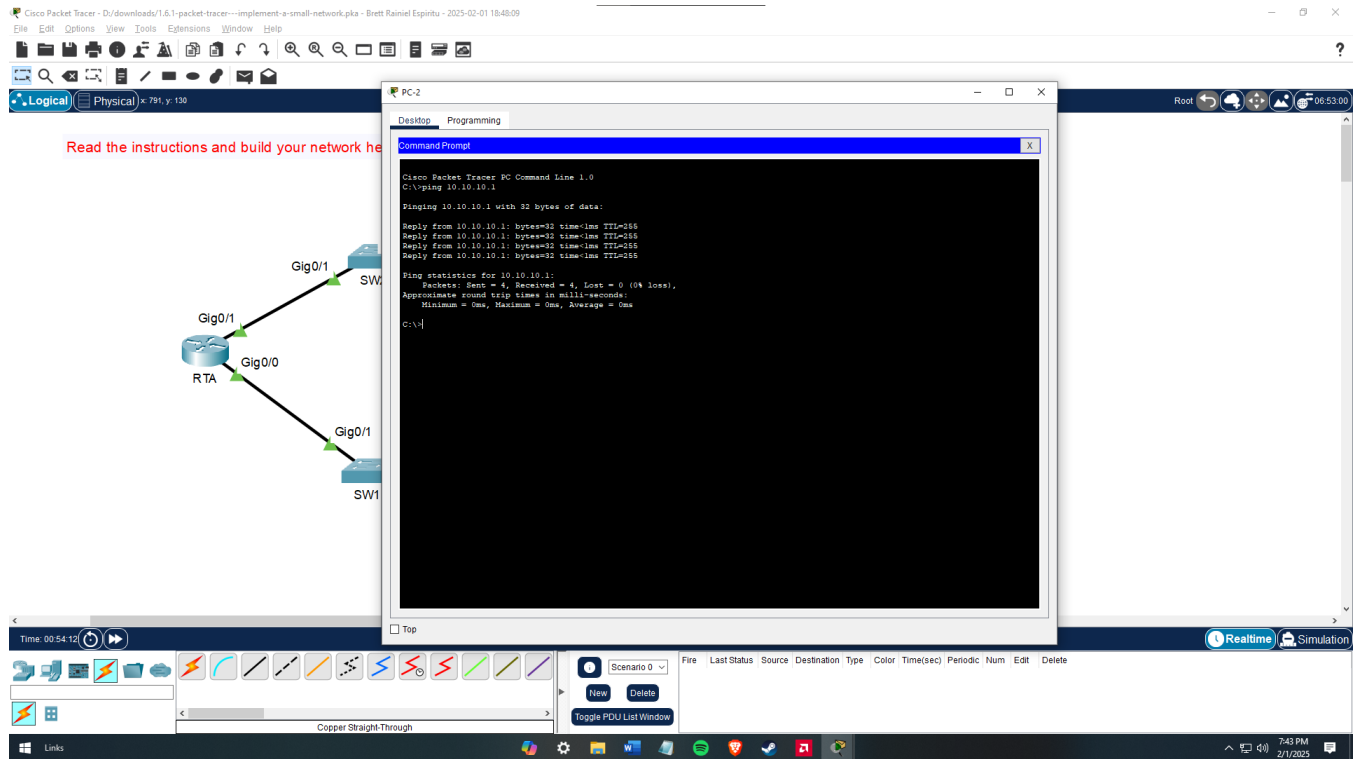 Cisco Packet Tracer - D:/downloads/1.6.1-packet-tracer---implement-a-small-network.pka - Brett Rainiel Espiritu - 2025-02-01 18:48:09
File Edit Options View Tools Extensions Window Help
?
Logical Physical x: 791, y: 130
Root 06:53:00
PC-2
Desktop Programming
Command Prompt X
Read the instructions and build your network he
Cisco Packet Tracer PC Command Line 1.0
C:\>ping 10.10.10.1
Pinging 10.10.10.1 with 32 bytes of data:
Reply from 10.10.10.1: bytes=32 time<1ms TTL=255
Reply from 10.10.10.1: bytes=32 time<1ms TTL=255
Reply from 10.10.10.1: bytes=32 time<1ms TTL=255
Reply from 10.10.10.1: bytes=32 time<1ms TTL=255
Ping statistics for 10.10.10.1:
Packets: Sent = 4, Received = 4, Lost = 0 (0% loss),
Approximate round trip times in milli-seconds:
Minimum = 0ms, Maximum = 0ms, Average = 0ms
C:\>
Gig0/1
SW
Gig0/1
Gig0/0
RTA
Gig0/1
SW1
Top
Time: 00:54:12
Realtime Simulation
Scenario 0
New Delete
Toggle PDU List Window
Fire Last Status Source Destination Type Color Time(sec) Periodic Num Edit Delete
Copper Straight-Through
Links
7:43 PM
2/1/2025